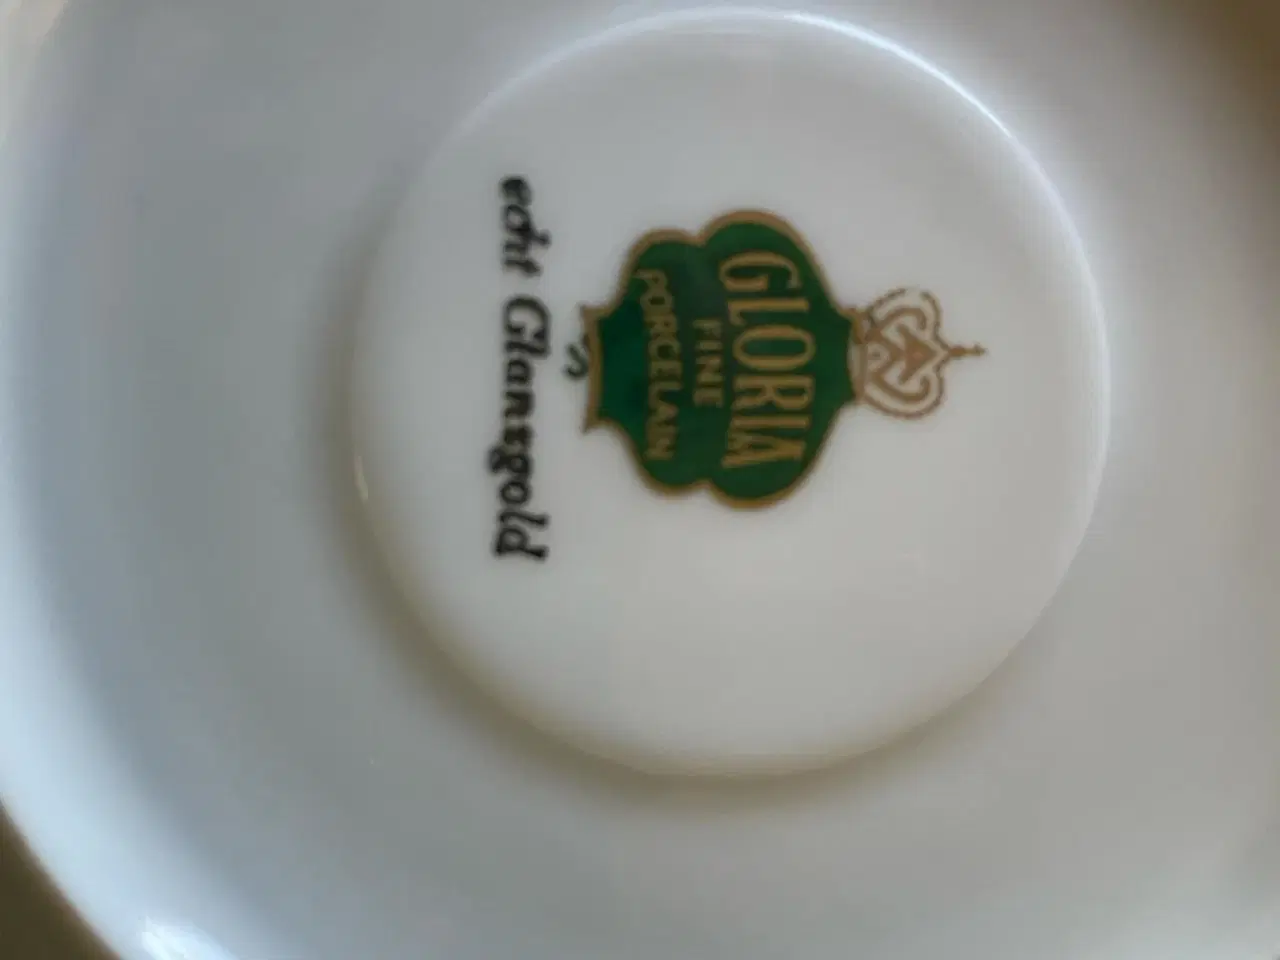 GLORIA
FINE
PORCELAIN
echt Glanzgold